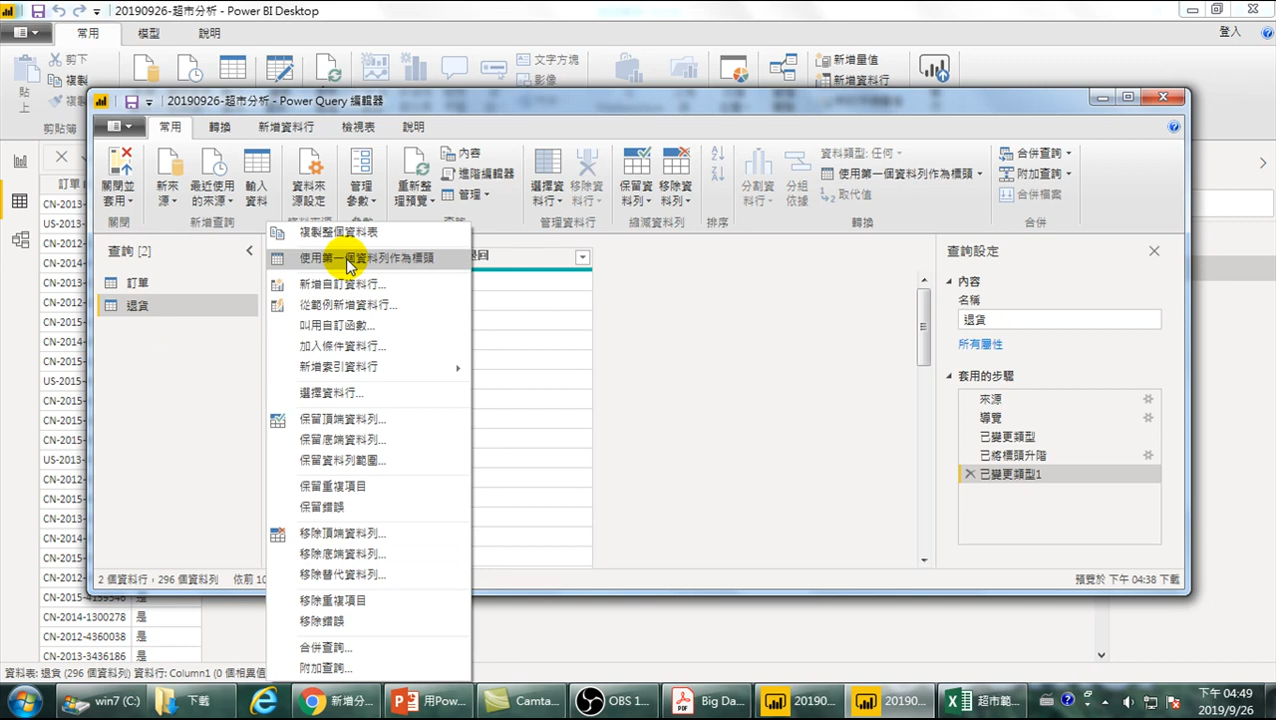 20190926-超市分析 - Power BI Desktop
常用 模型 說明 登入
剪下
複製
貼上
剪貼簿
文字方塊
影像
新增量值
新增資料行
20190926-超市分析 - Power Query 編輯器
常用 轉換 新增資料行 檢視表 說明
關閉並套用
新來源
最近使用的來源
輸入資料
資料來源設定
管理參數
重新整理預覽
內容
進階編輯器
管理
選擇資料行
移除資料行
保留資料列
移除資料列
分割資料行
分組依據
資料類型: 任何
使用第一個資料列作為標頭
取代值
合併查詢
附加查詢
合併檔案
關閉 新增查詢 管理資料行 縮減資料列 排序 轉換 合併
查詢 [2]
訂單
退貨
複製整個資料表
使用第一個資料列作為標頭
新增自訂資料行...
從範例新增資料行...
叫用自訂函數...
加入條件資料行...
新增索引資料行
選擇資料行...
保留頂端資料列...
保留底端資料列...
保留資料列範圍...
保留重複項目
保留錯誤
移除頂端資料列...
移除底端資料列...
移除替代資料列...
移除重複項目
移除錯誤
合併查詢...
附加查詢...
查詢設定
內容
名稱
退貨
所有屬性
套用的步驟
來源
導覽
已變更類型
已將標頭升階
已變更類型1
2 個資料行，296 個資料列 依前 10
預覽於 下午 04:38 下載
訂單
CN-2013-
US-2013-
CN-2012-
CN-2014-1300278 是
CN-2012-4360038 是
CN-2013-3436186 是
資料表: 退貨 (296 個資料列) 資料行: Column1 (0 個相異值
win7 (C:) 下載 新增分... 用Pow... Camta... OBS 1... Big Da... 20190... 20190... 超市範...
下午 04:49
2019/9/26